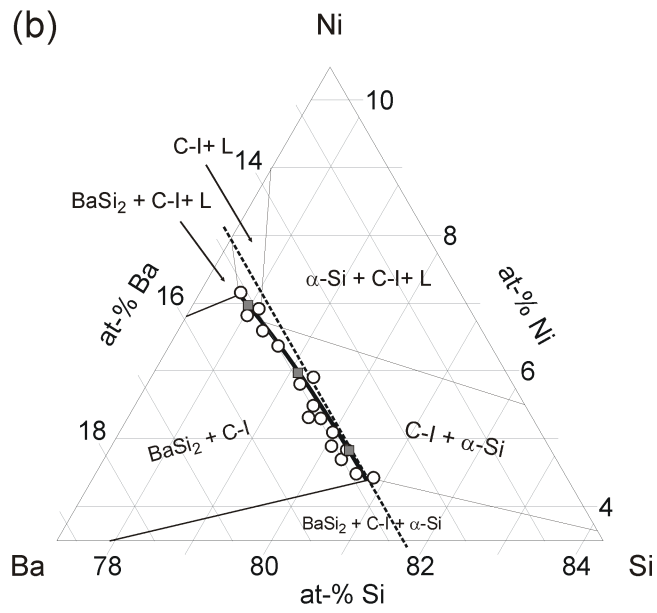 (b)
Ni
10
C-I+ L
14
BaSi₂ + C-I+ L
8
α-Si + C-I+ L
16
at-% Ba
at-% Ni
6
18
BaSi₂ + C-I
C-I + α-Si
4
BaSi₂ + C-I + α-Si
Ba
78
80
82
84
Si
at-% Si